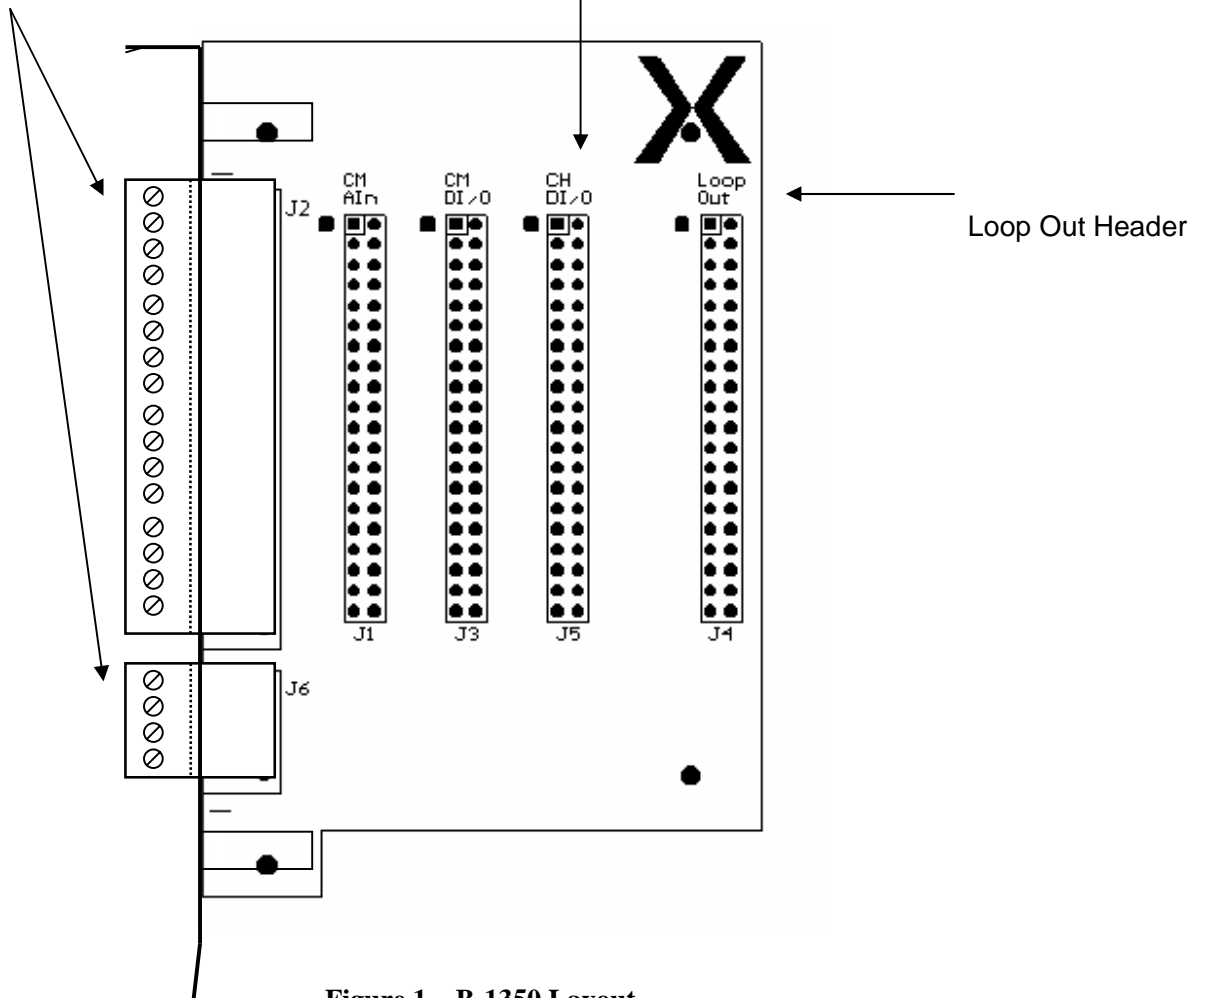 CM
AIn
CM
DI/O
CH
DI/O
Loop
Out
J2
Loop Out Header
J1
J3
J5
J4
J6
Figure 1 B-1350 Layout